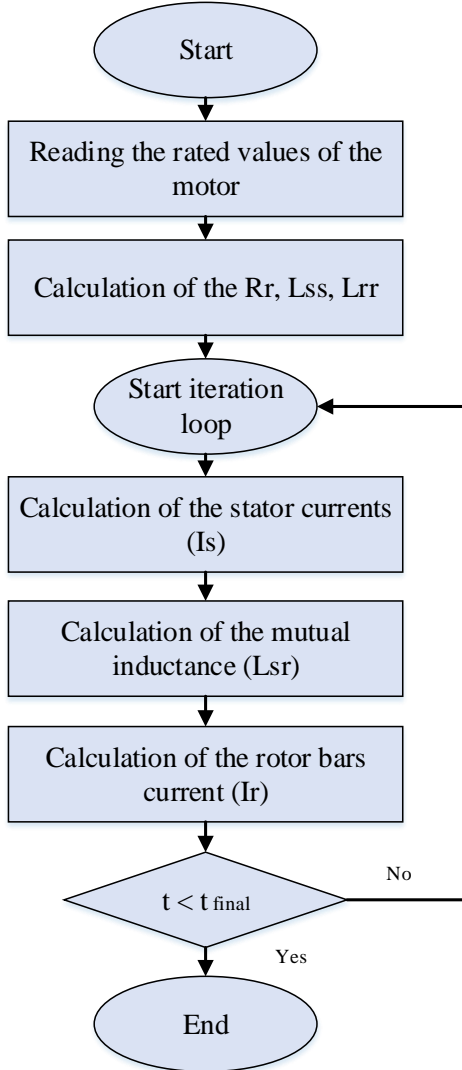 Start
Reading the rated values of the
motor
Calculation of the Rr, Lss, Lrr
Start iteration
loop
Calculation of the stator currents
(Is)
Calculation of the mutual
inductance (Lsr)
Calculation of the rotor bars
current (Ir)
t < t final
No
Yes
End